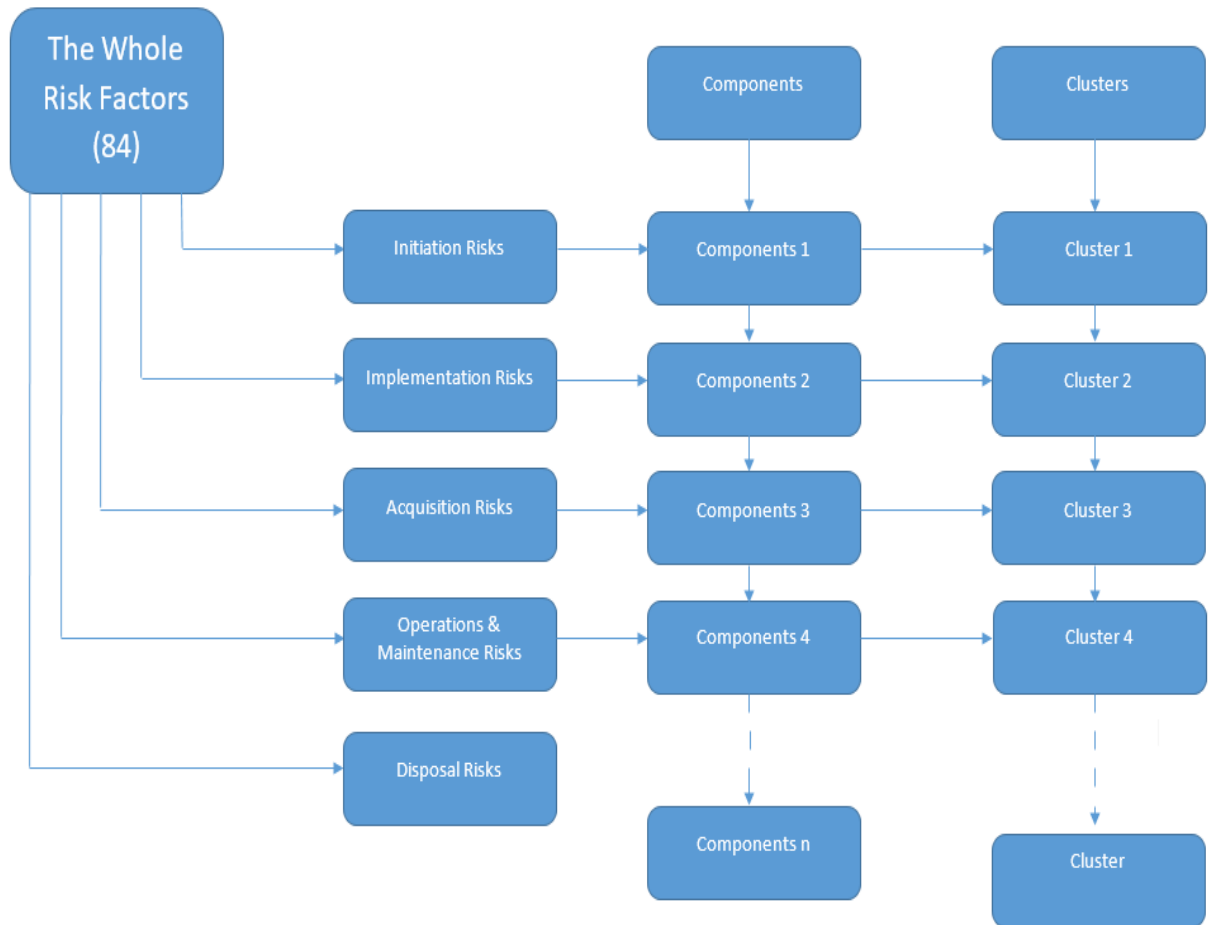 The Whole
Risk Factors
(84)
Components
Clusters
Initiation Risks
Components 1
Cluster 1
Implementation Risks
Components 2
Cluster 2
Acquisition Risks
Components 3
Cluster 3
Operations &
Maintenance Risks
Components 4
Cluster 4
Disposal Risks
Components n
Cluster